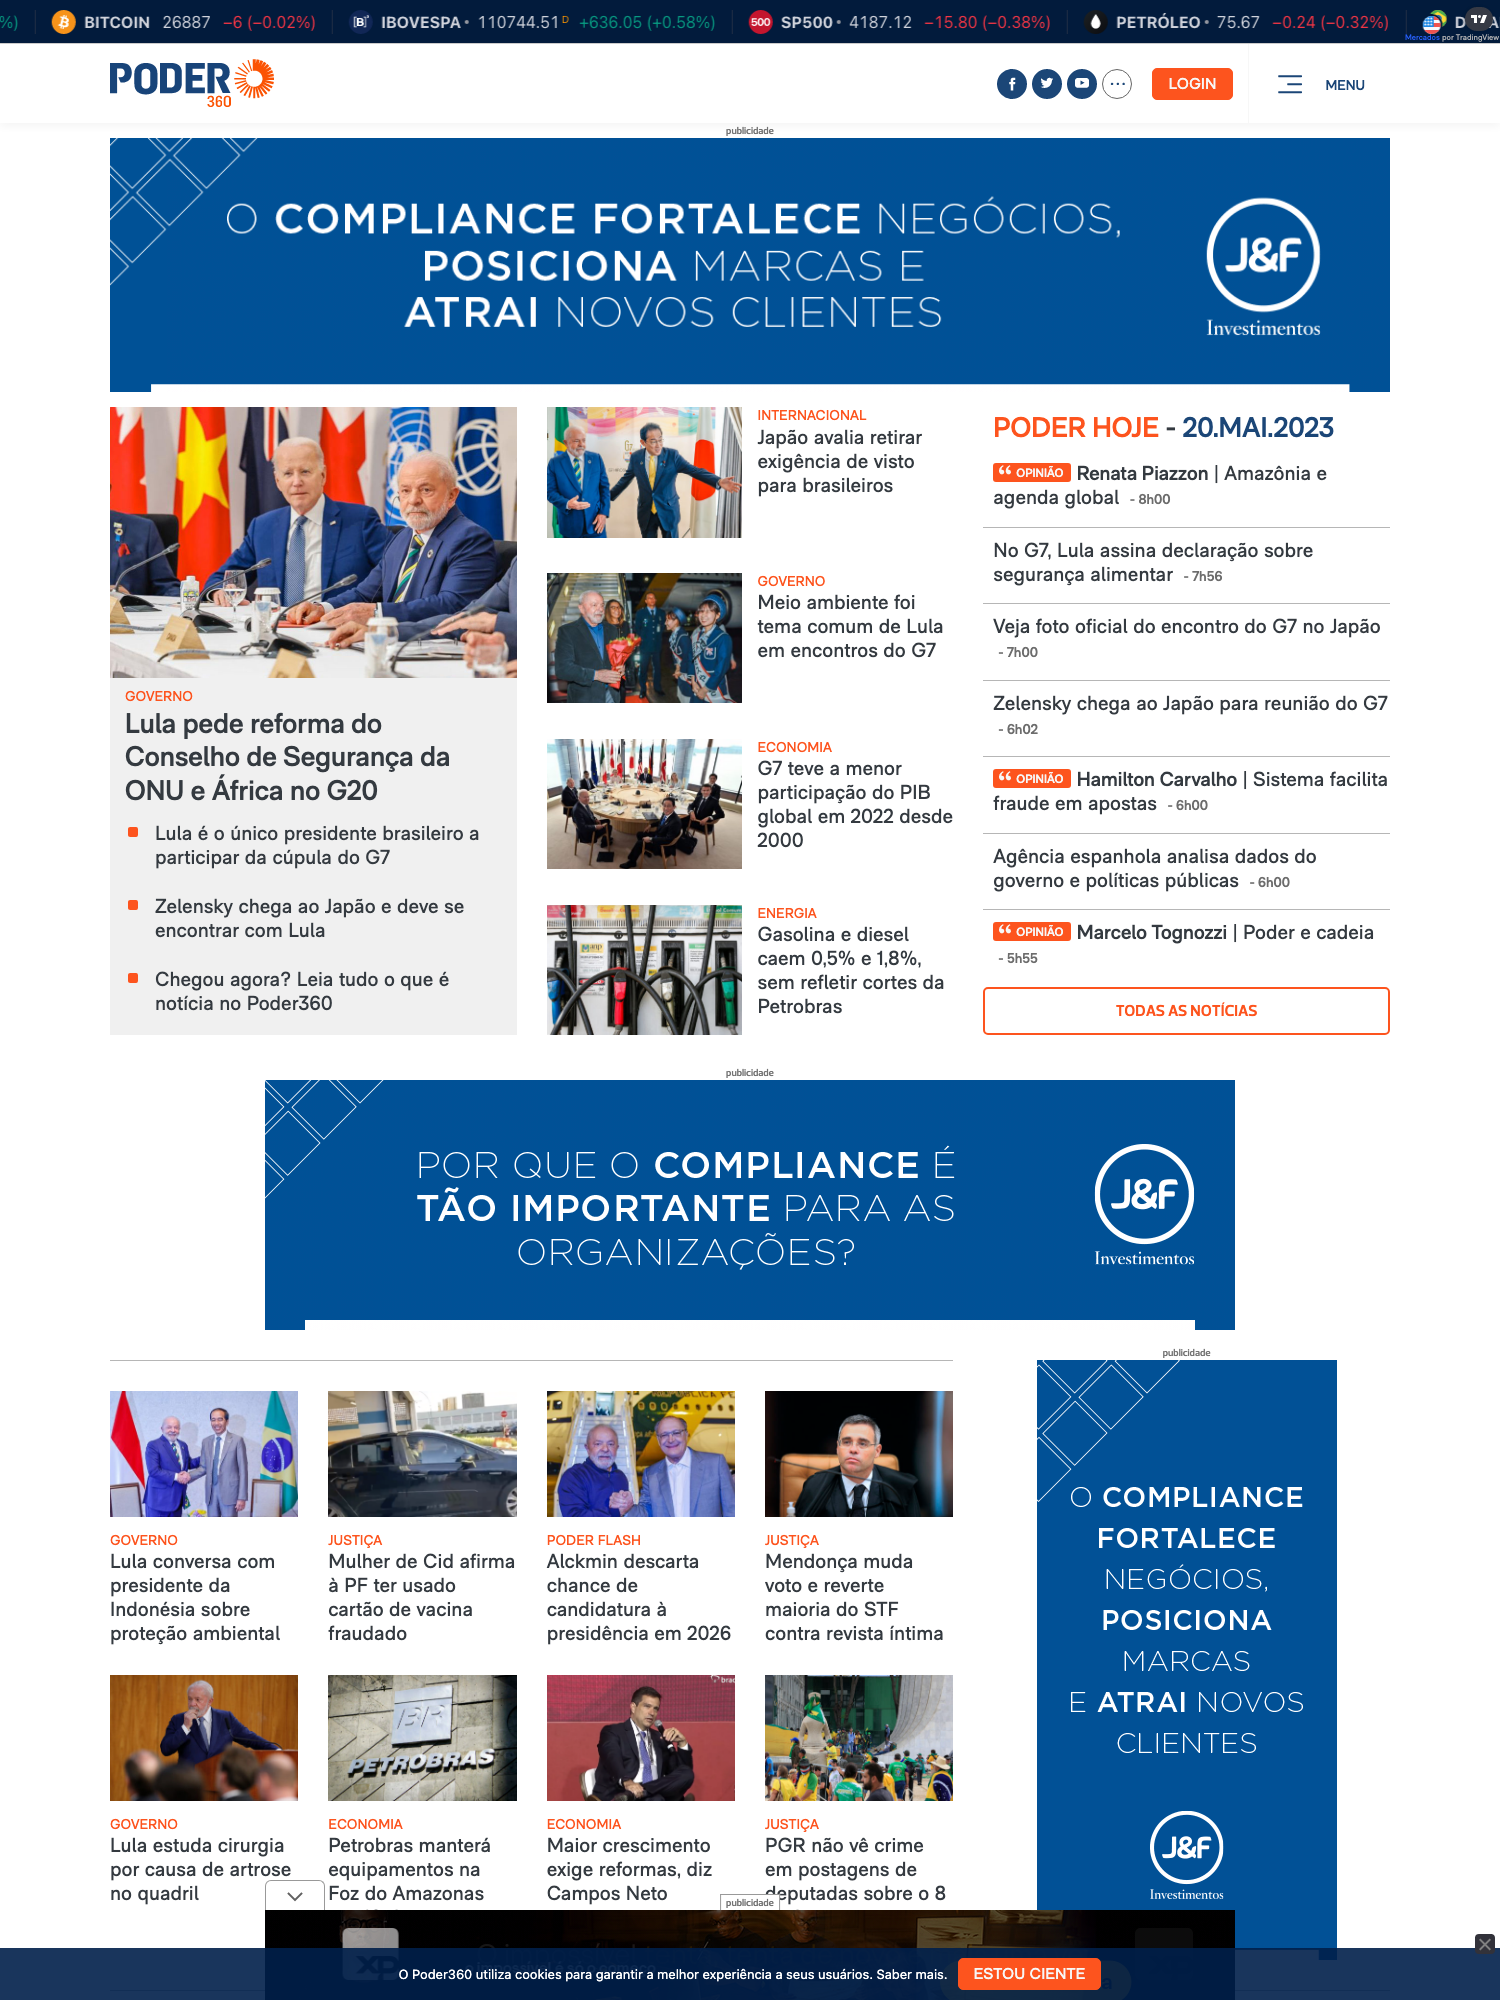 %)
BITCOIN 26887 −6 (−0.02%)
IBOVESPA 110744.51 D +636.05 (+0.58%)
500 SP500 4187.12 −15.80 (−0.38%)
PETRÓLEO 75.67 −0.24 (−0.32%)
Mercados por TradingView
PODER
360
LOGIN
MENU
publicidade
O COMPLIANCE FORTALECE NEGÓCIOS,
POSICIONA MARCAS E
ATRAI NOVOS CLIENTES
J&F
Investimentos
GOVERNO
Lula pede reforma do
Conselho de Segurança da
ONU e África no G20
Lula é o único presidente brasileiro a
participar da cúpula do G7
Zelensky chega ao Japão e deve se
encontrar com Lula
Chegou agora? Leia tudo o que é
notícia no Poder360
INTERNACIONAL
Japão avalia retirar
exigência de visto
para brasileiros
GOVERNO
Meio ambiente foi
tema comum de Lula
em encontros do G7
ECONOMIA
G7 teve a menor
participação do PIB
global em 2022 desde
2000
ENERGIA
Gasolina e diesel
caem 0,5% e 1,8%,
sem refletir cortes da
Petrobras
PODER HOJE - 20.MAI.2023
“ OPINIÃO Renata Piazzon | Amazônia e
agenda global - 8h00
No G7, Lula assina declaração sobre
segurança alimentar - 7h56
Veja foto oficial do encontro do G7 no Japão
- 7h00
Zelensky chega ao Japão para reunião do G7
- 6h02
“ OPINIÃO Hamilton Carvalho | Sistema facilita
fraude em apostas - 6h00
Agência espanhola analisa dados do
governo e políticas públicas - 6h00
“ OPINIÃO Marcelo Tognozzi | Poder e cadeia
- 5h55
TODAS AS NOTÍCIAS
publicidade
POR QUE O COMPLIANCE É
TÃO IMPORTANTE PARA AS
ORGANIZAÇÕES?
J&F
Investimentos
GOVERNO
Lula conversa com
presidente da
Indonésia sobre
proteção ambiental
JUSTIÇA
Mulher de Cid afirma
à PF ter usado
cartão de vacina
fraudado
PODER FLASH
Alckmin descarta
chance de
candidatura à
presidência em 2026
JUSTIÇA
Mendonça muda
voto e reverte
maioria do STF
contra revista íntima
PETROBRAS
GOVERNO
Lula estuda cirurgia
por causa de artrose
no quadril
ECONOMIA
Petrobras manterá
equipamentos na
Foz do Amazonas
ECONOMIA
Maior crescimento
exige reformas, diz
Campos Neto
JUSTIÇA
PGR não vê crime
em postagens de
deputadas sobre o 8
publicidade
O COMPLIANCE
FORTALECE
NEGÓCIOS,
POSICIONA
MARCAS
E ATRAI NOVOS
CLIENTES
J&F
Investimentos
publicidade
O Poder360 utiliza cookies para garantir a melhor experiência a seus usuários. Saber mais.
ESTOU CIENTE